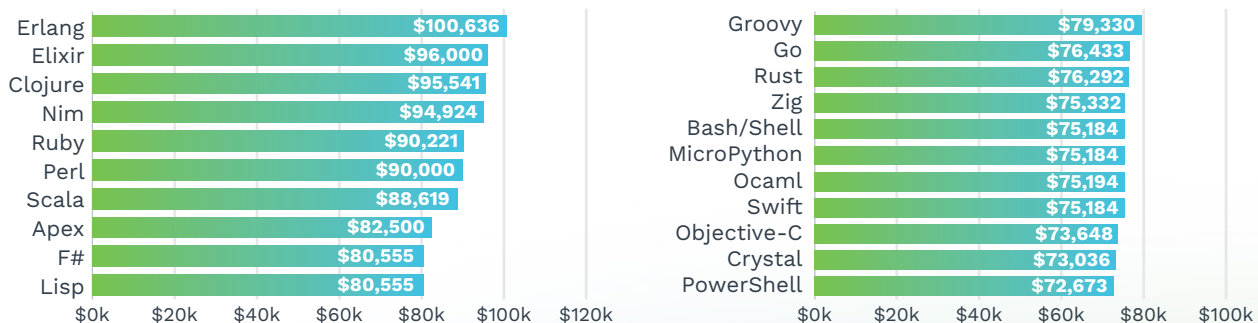 Erlang $100,636
Elixir $96,000
Clojure $95,541
Nim $94,924
Ruby $90,221
Perl $90,000
Scala $88,619
Apex $82,500
F# $80,555
Lisp $80,555
$0k $20k $40k $60k $80k $100k $120k
Groovy $79,330
Go $76,433
Rust $76,292
Zig $75,332
Bash/Shell $75,184
MicroPython $75,184
Ocaml $75,194
Swift $75,184
Objective-C $73,648
Crystal $73,036
PowerShell $72,673
$0k $20k $40k $60k $80k $100k